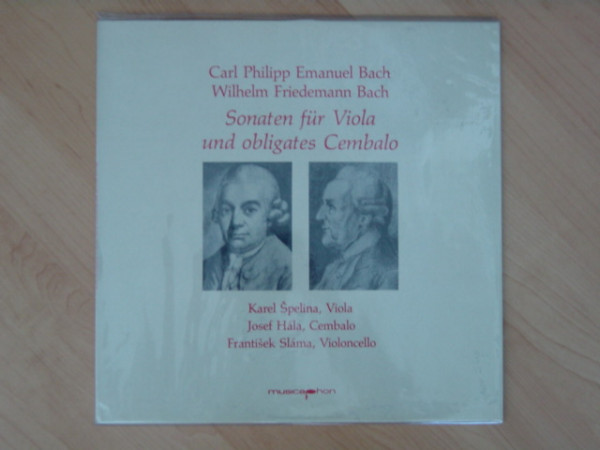 Carl Philipp Emanuel Bach
Wilhelm Friedemann Bach
Sonaten für Viola
und obligates Cembalo
Karel Špelina, Viola
Josef Hála, Cembalo
František Sláma, Violoncello
musicaphon